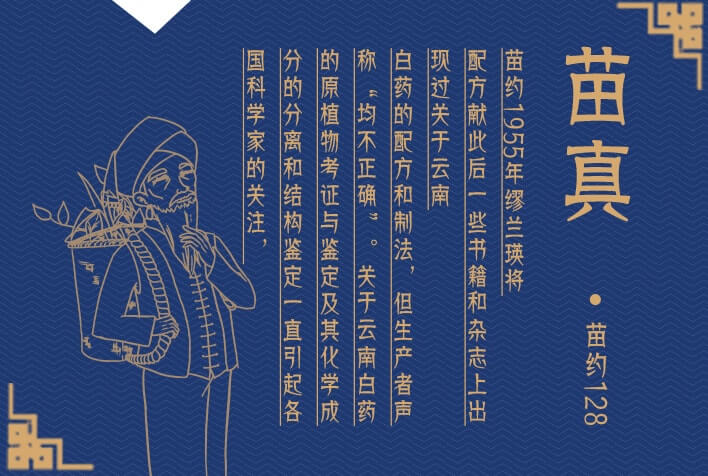 苗真
·苗约128
苗约1955年缪兰瑛将
配方献此后一些书籍和杂志上出
现过关于云南
白药的配方和制法，但生产者声
称“均不正确”。关于云南白药
的原植物考证与鉴定及其化学成
分的分离和结构鉴定一直引起各
国科学家的关注，